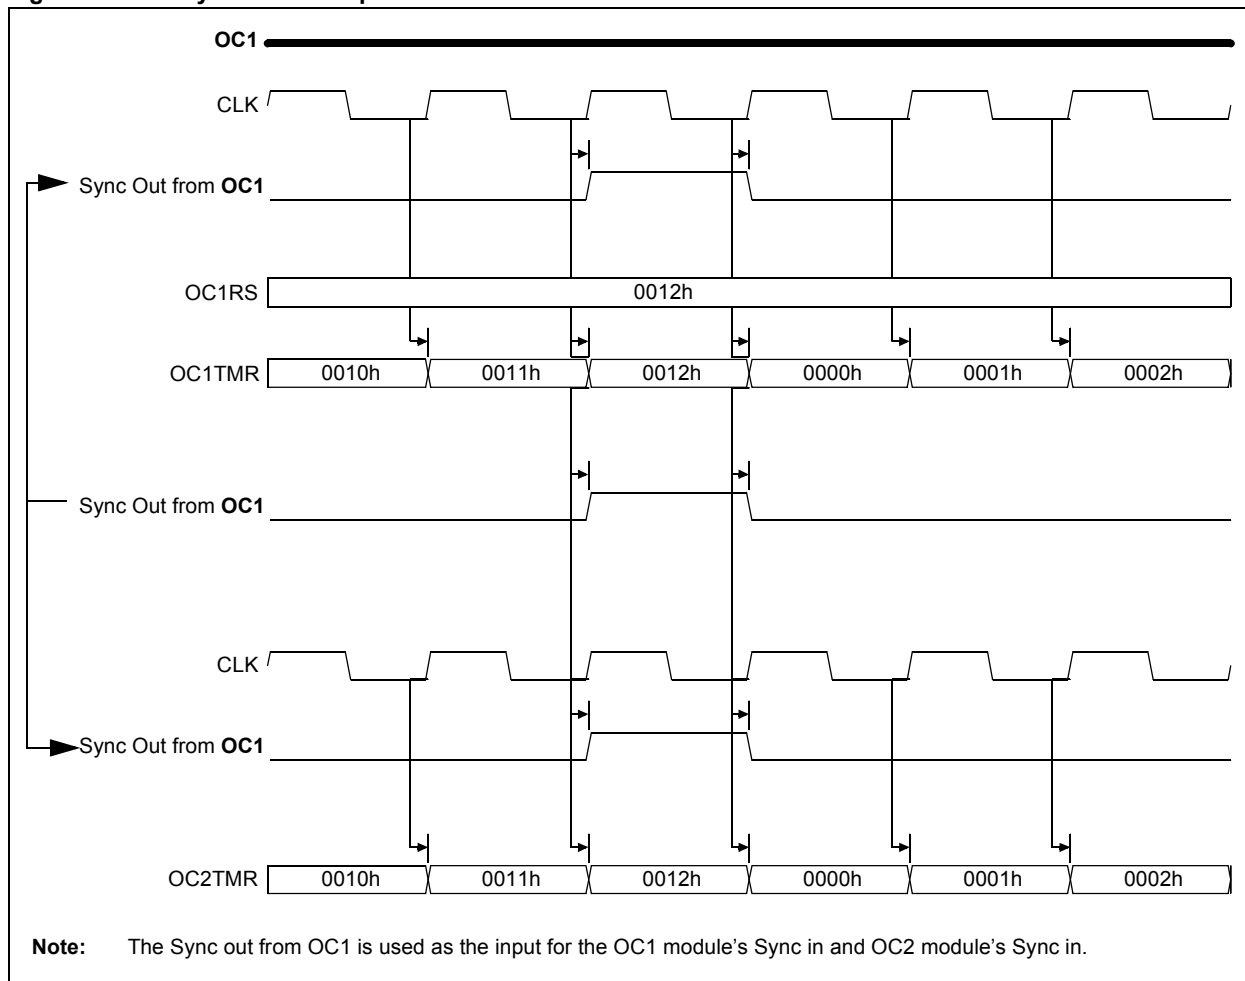 OC1
CLK
Sync Out from OC1
OC1RS 0012h
OC1TMR 0010h 0011h 0012h 0000h 0001h 0002h
Sync Out from OC1
CLK
Sync Out from OC1
OC2TMR 0010h 0011h 0012h 0000h 0001h 0002h
Note: The Sync out from OC1 is used as the input for the OC1 module's Sync in and OC2 module's Sync in.